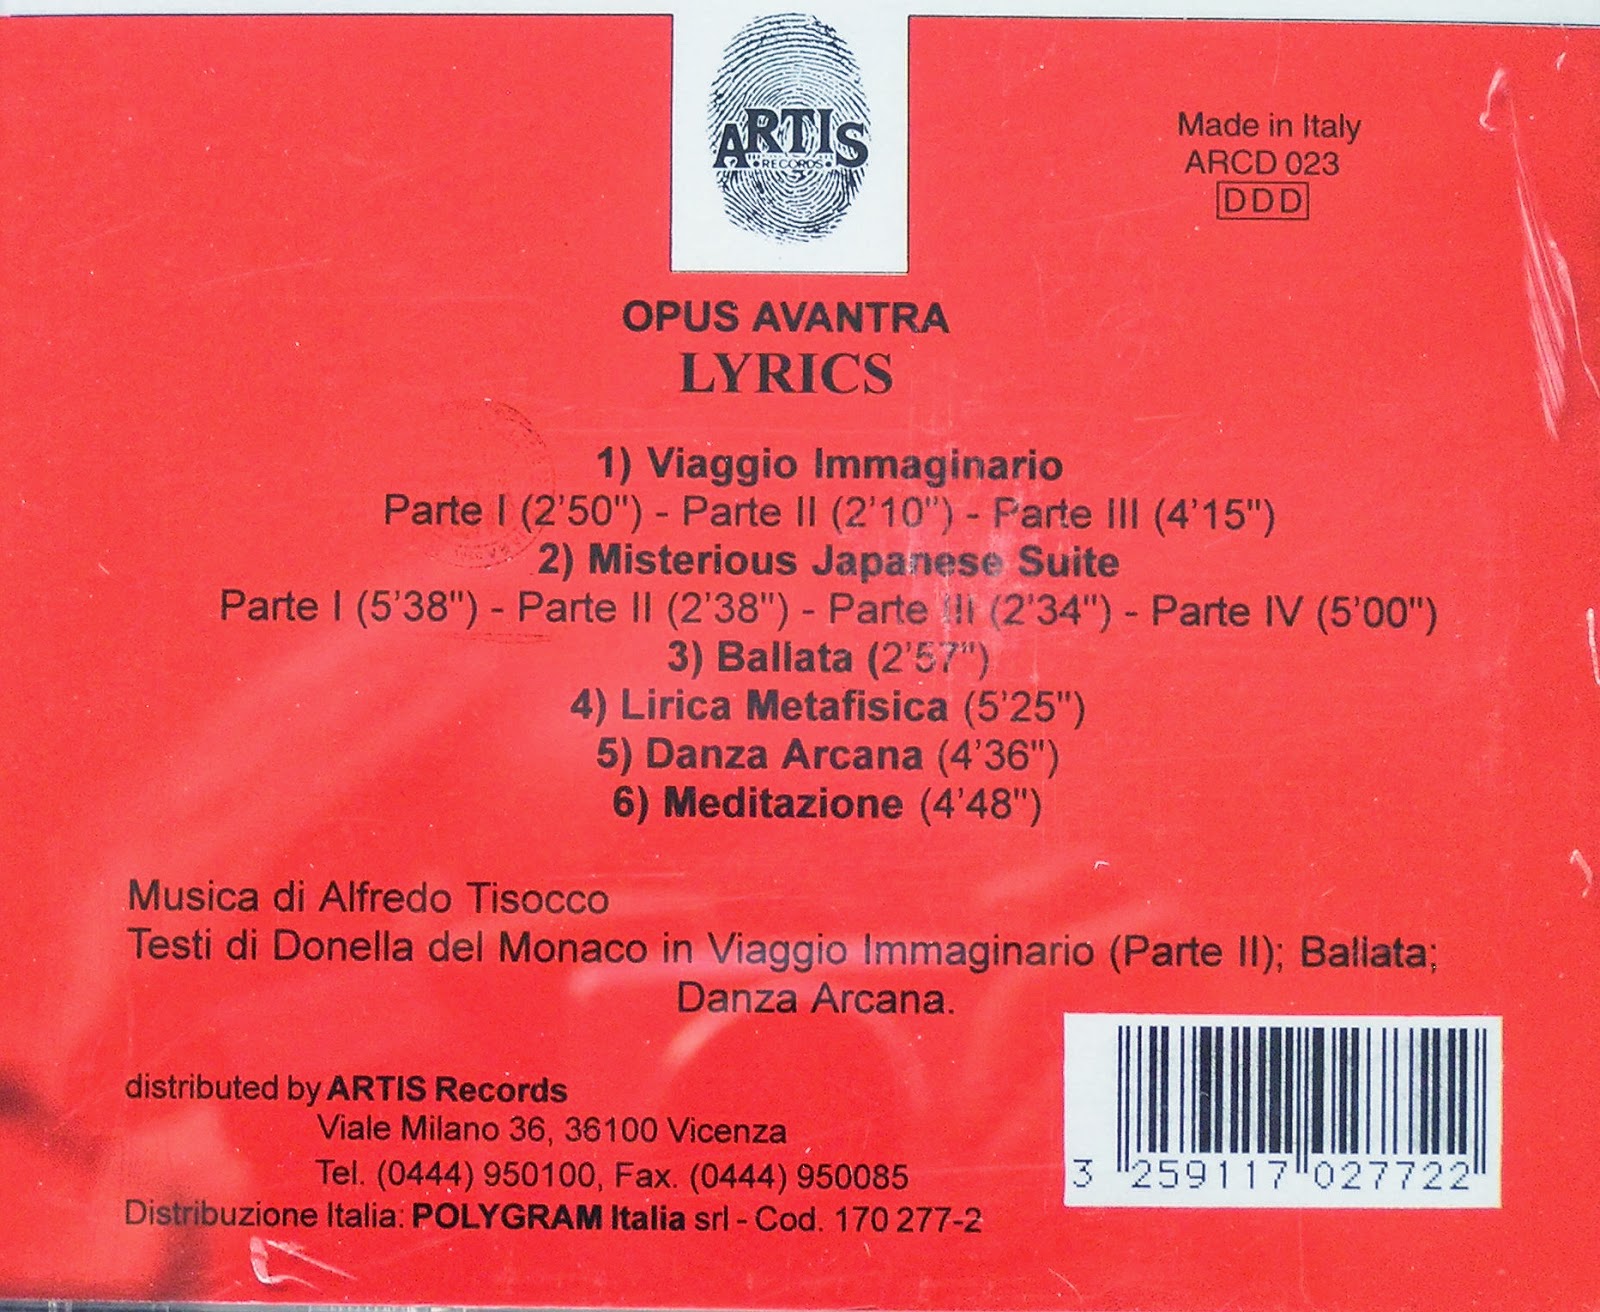 ARTIS
RECORDS
Made in Italy
ARCD 023
DDD
OPUS AVANTRA
LYRICS
1) Viaggio Immaginario
Parte I (2'50") - Parte II (2'10") - Parte III (4'15")
2) Misterious Japanese Suite
Parte I (5'38") - Parte II (2'38") - Parte III (2'34") - Parte IV (5'00")
3) Ballata (2'57")
4) Lirica Metafisica (5'25")
5) Danza Arcana (4'36")
6) Meditazione (4'48")
Musica di Alfredo Tisocco
Testi di Donella del Monaco in Viaggio Immaginario (Parte II); Ballata;
Danza Arcana.
distributed by ARTIS Records
Viale Milano 36, 36100 Vicenza
Tel. (0444) 950100, Fax. (0444) 950085
Distribuzione Italia: POLYGRAM Italia srl - Cod. 170 277-2
3 259117 027722